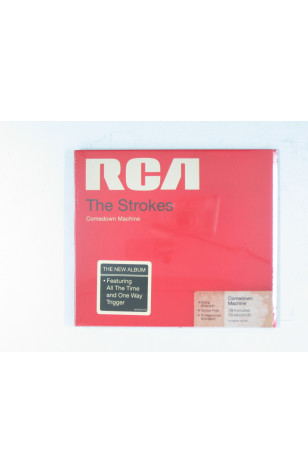 RCA
The Strokes
Comedown Machine
THE NEW ALBUM
• Featuring
All The Time
and One Way
Trigger
Comedown
Machine